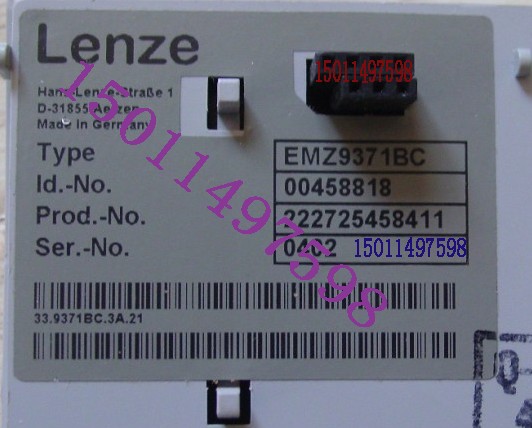 Lenze
Hans-Lenze-Straße 1
D-31855 Aerzen
Made in Germany
15011497598
15011497598
Type EMZ9371BC
Id.-No. 00458818
Prod.-No. 222725458411
Ser.-No. 0402 15011497598
33.9371BC.3A.21